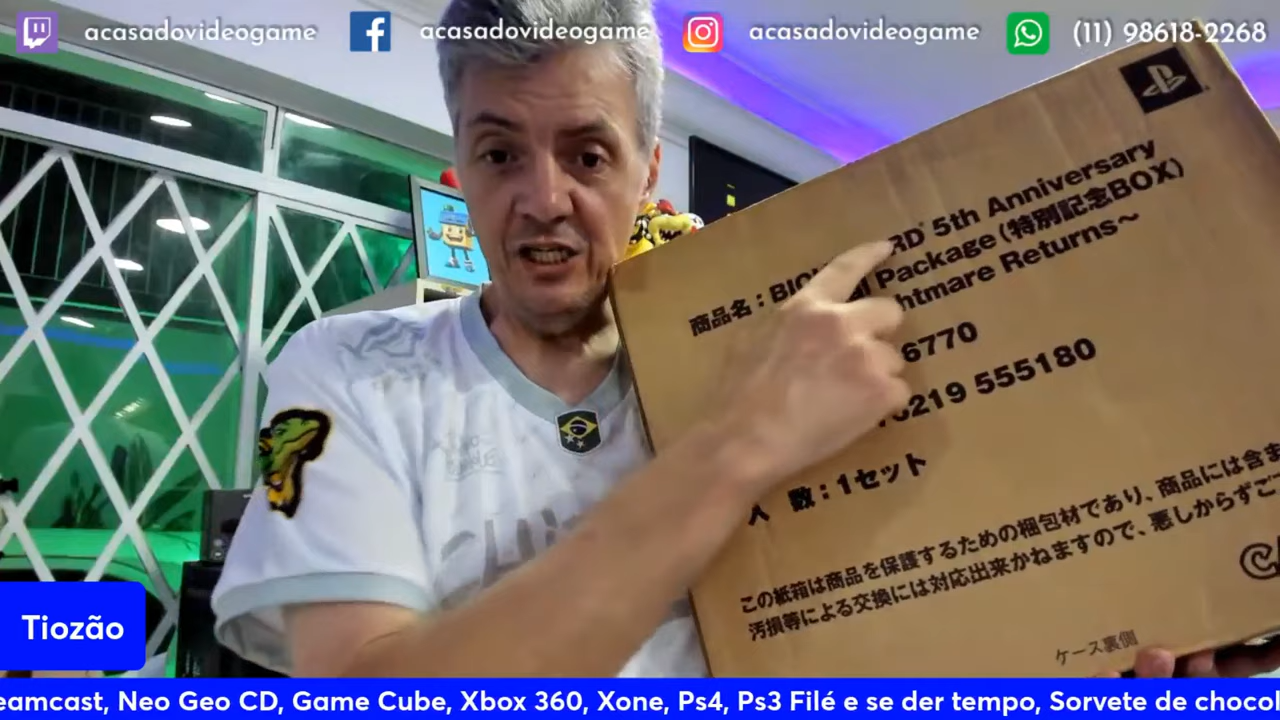 acasadovideogame
acasadovideogame
acasadovideogame
(11) 98618-2268
商品名：BIO RD® 5th Anniversary
Package（特別記念BOX）
htmare Returns～
6770
219 555180
数：1セット
この紙箱は商品を保護するための梱包材であり、商品には含ま
汚損等による交換には対応出来かねますので、悪しからずご
ケース裏側
Tiozão
eamcast, Neo Geo CD, Game Cube, Xbox 360, Xone, Ps4, Ps3 Filé e se der tempo, Sorvete de chocol